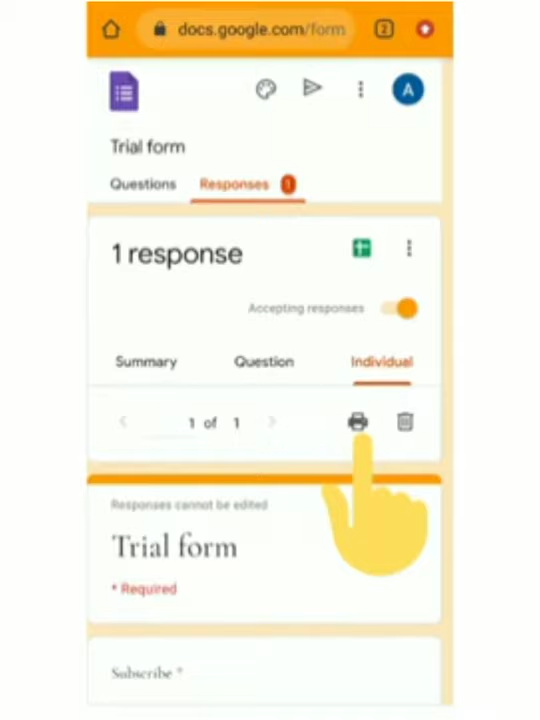 docs.google.com/form
2
A
Trial form
Questions Responses 1
1 response
Accepting responses
Summary Question Individual
1 of 1
Responses cannot be edited
Trial form
* Required
Subscribe *